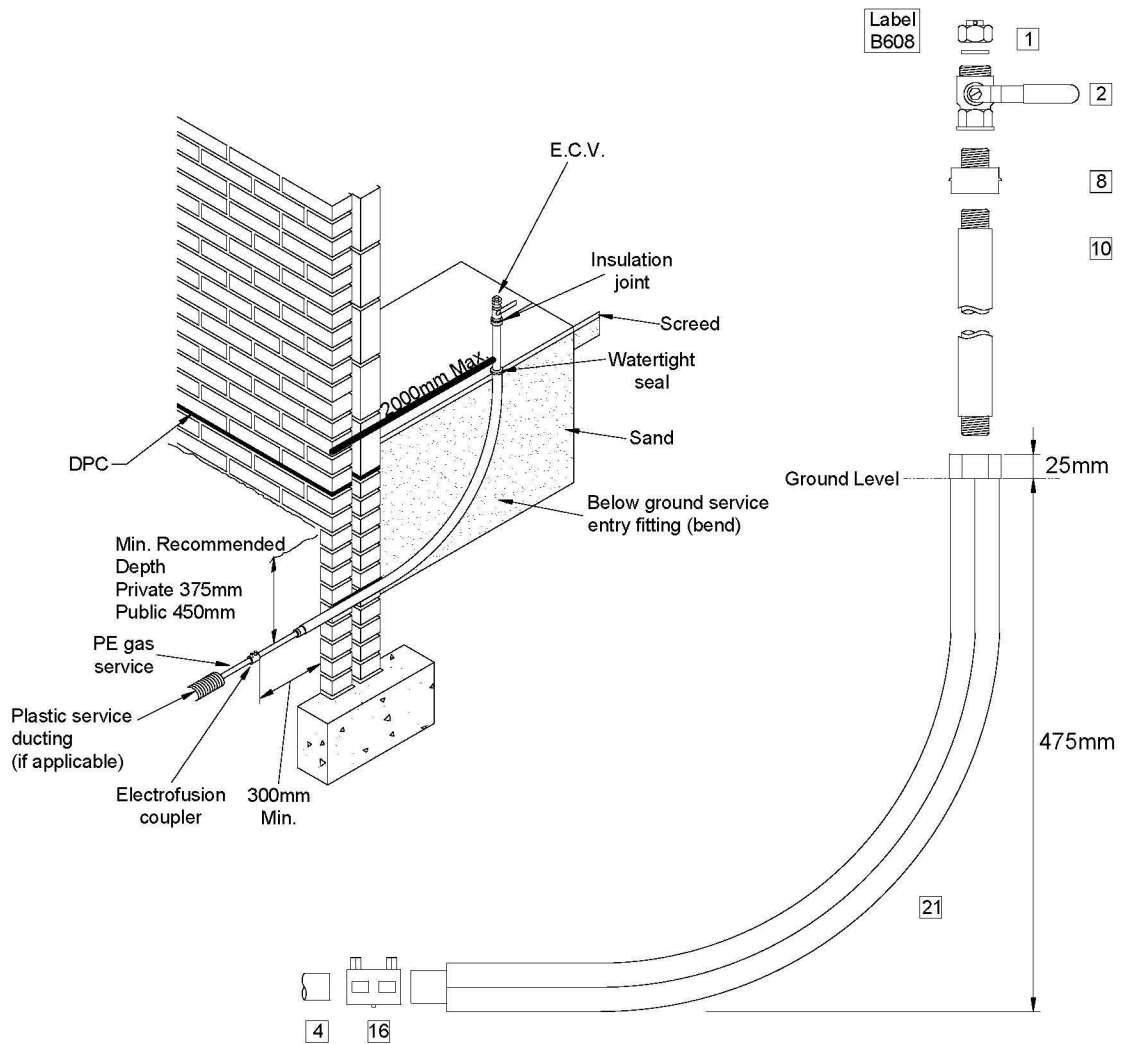 Label
B608
1
2
E.C.V.
8
10
Insulation
joint
Screed
2000mm Max.
Watertight
seal
DPC
Sand
25mm
Ground Level
Below ground service
entry fitting (bend)
Min. Recommended
Depth
Private 375mm
Public 450mm
PE gas
service
Plastic service
ducting
(if applicable)
Electrofusion
coupler
300mm
Min.
475mm
21
4
16